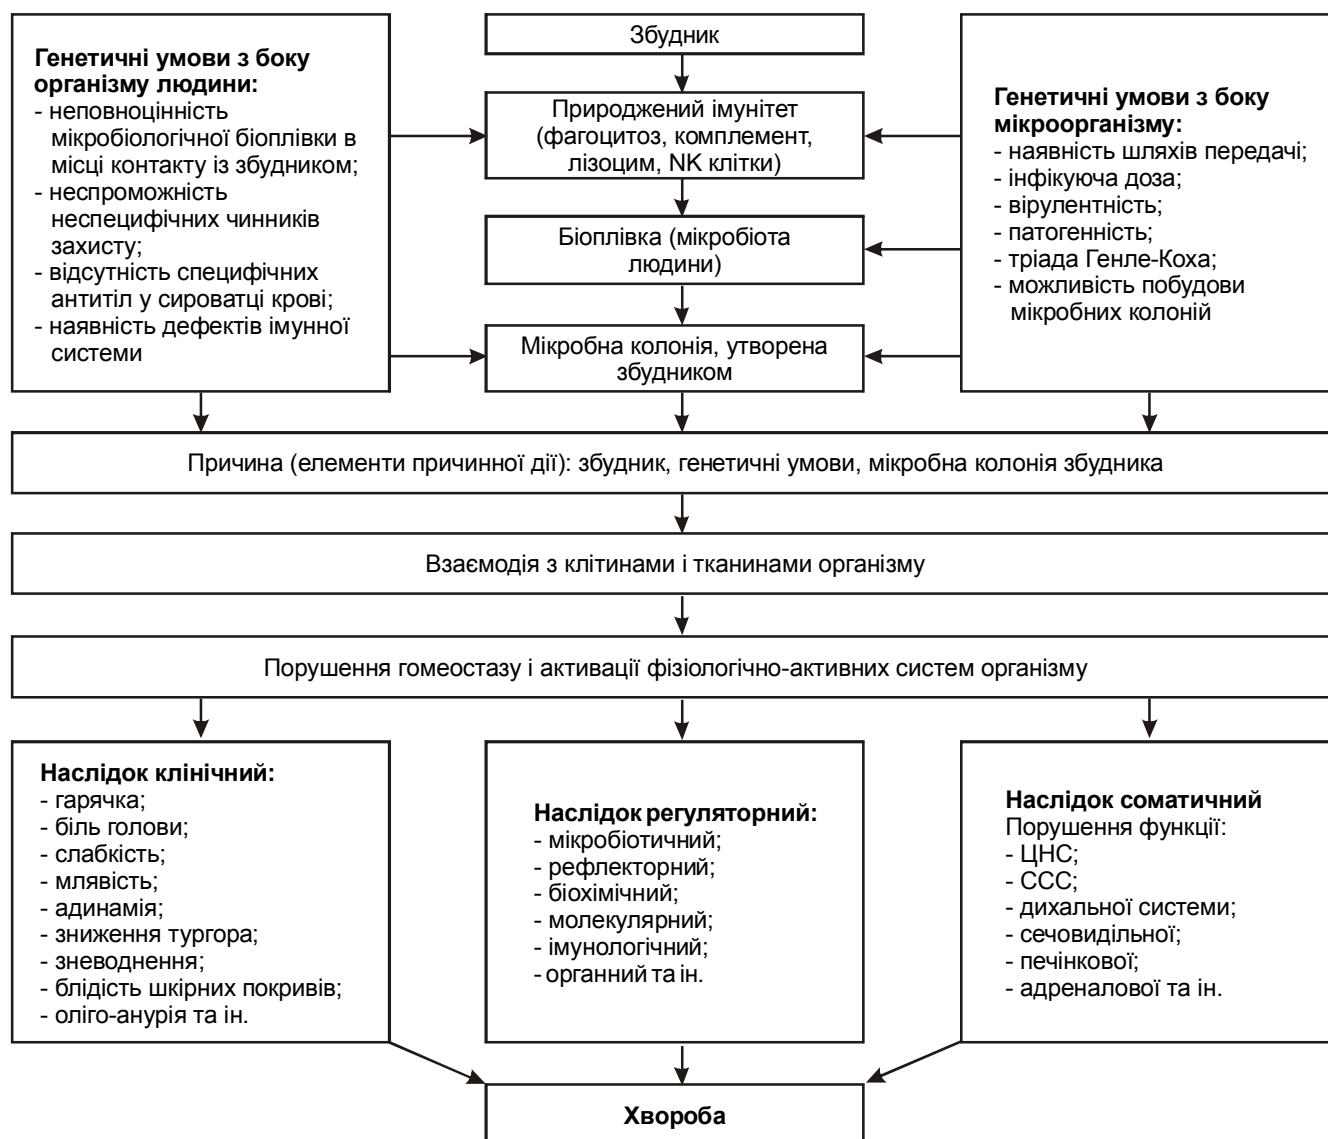 Збудник
Генетичні умови з боку
організму людини:
- неповноцінність
мікробіологічної біоплівки в
місці контакту із збудником;
- неспроможність
неспецифічних чинників
захисту;
- відсутність специфічних
антитіл у сироватці крові;
- наявність дефектів імунної
системи
Природжений імунітет
(фагоцитоз, комплемент,
лізоцим, NK клітки)
Біоплівка (мікробіота
людини)
Мікробна колонія, утворена
збудником
Генетичні умови з боку
мікроорганізму:
- наявність шляхів передачі;
- інфікуюча доза;
- вірулентність;
- патогенність;
- тріада Генле-Коха;
- можливість побудови
мікробних колоній
Причина (елементи причинної дії): збудник, генетичні умови, мікробна колонія збудника
Взаємодія з клітинами і тканинами організму
Порушення гомеостазу і активації фізіологічно-активних систем організму
Наслідок клінічний:
- гарячка;
- біль голови;
- слабкість;
- млявість;
- адинамія;
- зниження тургора;
- зневоднення;
- блідість шкірних покривів;
- оліго-анурія та ін.
Наслідок регуляторний:
- мікробіотичний;
- рефлекторний;
- біохімічний;
- молекулярний;
- імунологічний;
- органний та ін.
Наслідок соматичний
Порушення функції:
- ЦНС;
- ССС;
- дихальної системи;
- сечовидільної;
- печінкової;
- адреналової та ін.
Хвороба